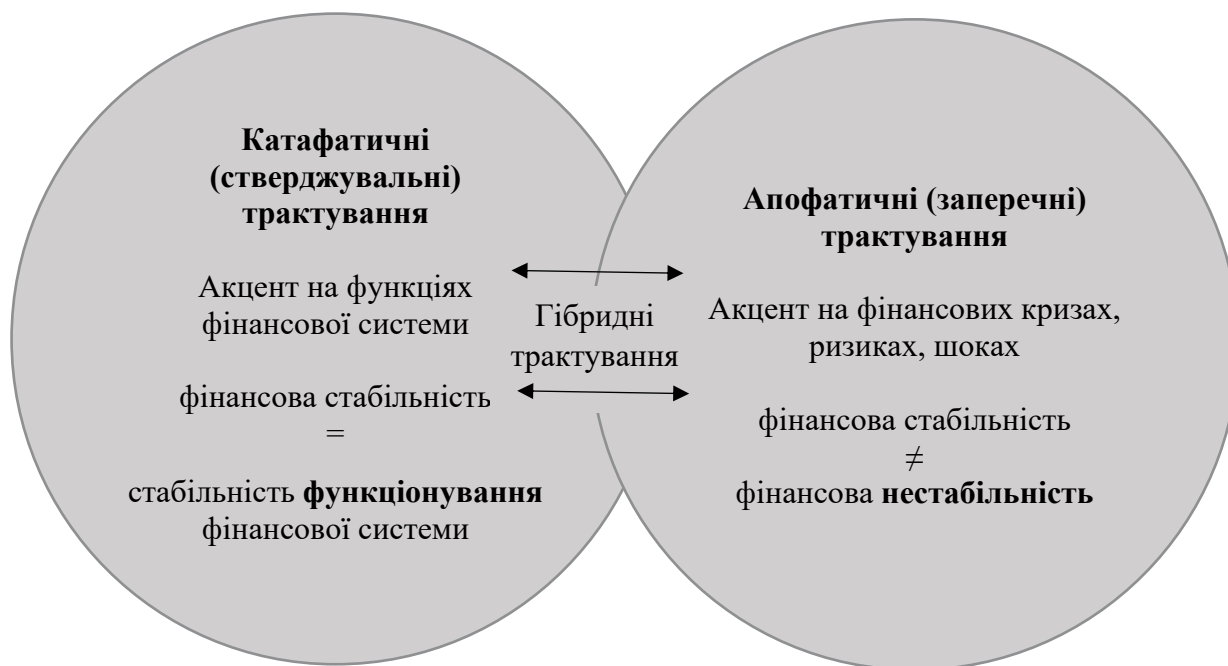 Катафатичні
(стверджувальні)
трактування
Акцент на функціях
фінансової системи
фінансова стабільність
=
стабільність функціонування
фінансової системи
Гібридні
трактування
Апофатичні (заперечні)
трактування
Акцент на фінансових кризах,
ризиках, шоках
фінансова стабільність
≠
фінансова нестабільність